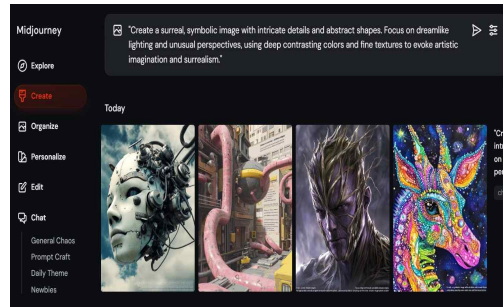 Midjourney
Explore
Create
Organize
Personalize
Edit
Chat
General Chaos
Prompt Craft
Daily Theme
Newbies
"Create a surreal, symbolic image with intricate details and abstract shapes. Focus on dreamlike
lighting and unusual perspectives, using deep contrasting colors and fine textures to evoke artistic
imagination and surrealism."
Today